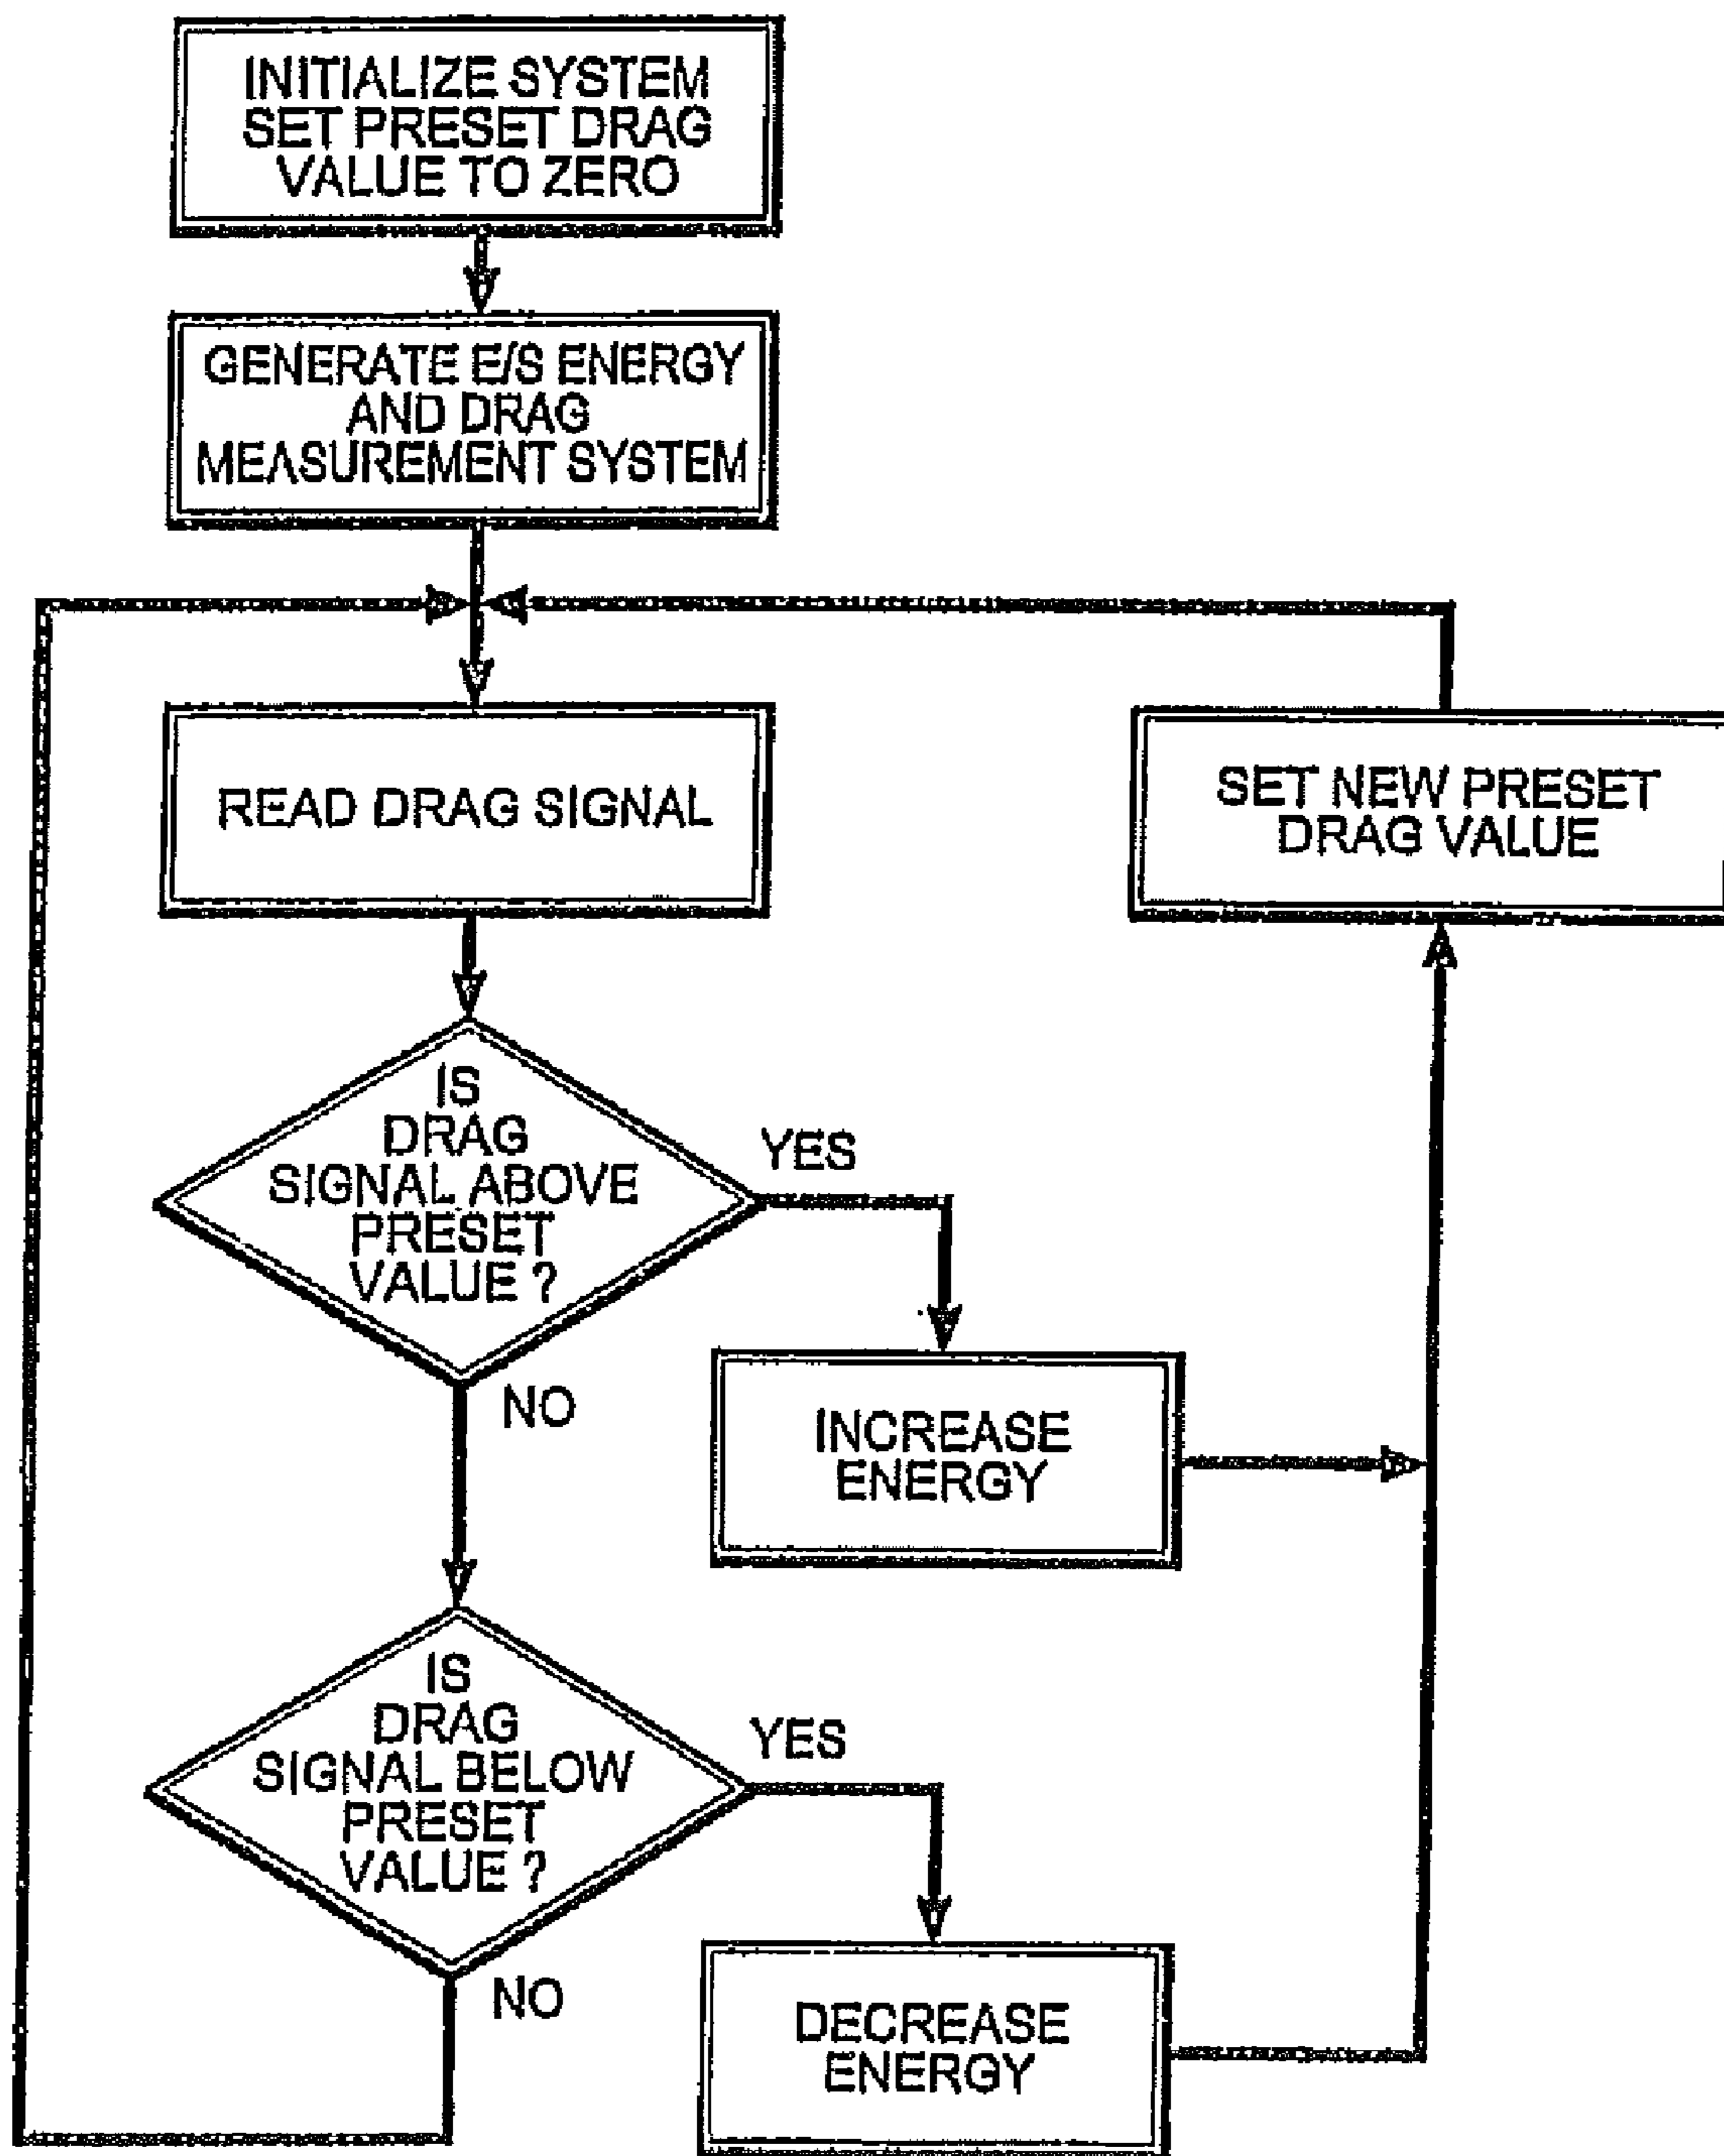 INITIALIZE SYSTEM
SET PRESET DRAG
VALUE TO ZERO
GENERATE E/S ENERGY
AND DRAG
MEASUREMENT SYSTEM
READ DRAG SIGNAL
SET NEW PRESET
DRAG VALUE
IS
DRAG
SIGNAL ABOVE
PRESET
VALUE ?
YES
NO
INCREASE
ENERGY
IS
DRAG
SIGNAL BELOW
PRESET
VALUE ?
YES
NO
DECREASE
ENERGY